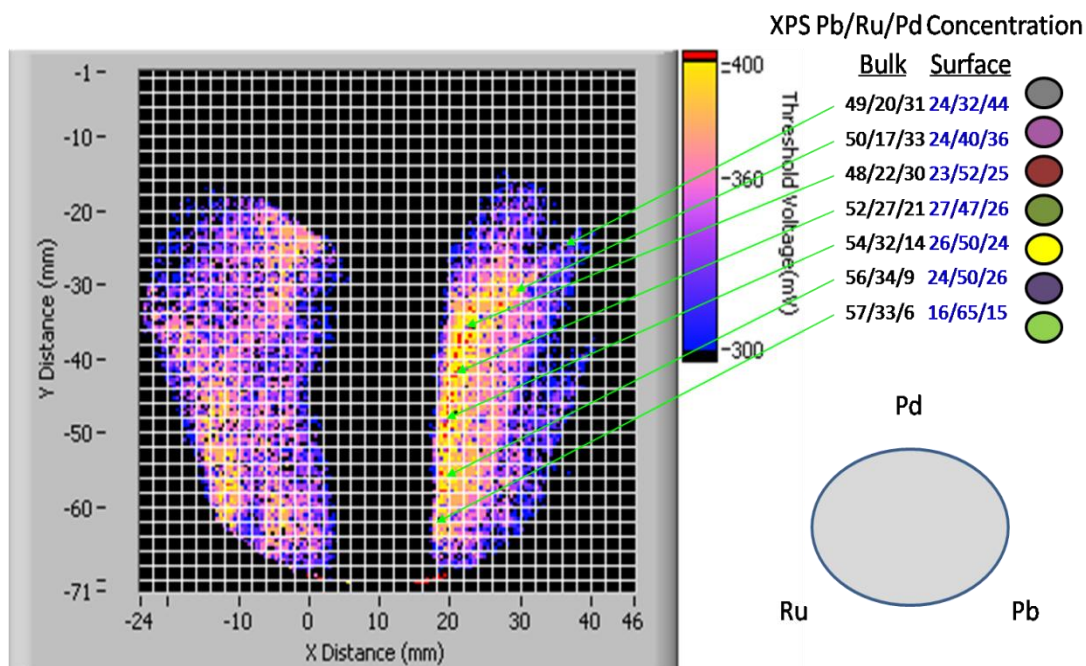 XPS Pb/Ru/Pd Concentration
Bulk Surface
49/20/31 24/32/44
50/17/33 24/40/36
48/22/30 23/52/25
52/27/21 27/47/26
54/32/14 26/50/24
56/34/9 24/50/26
57/33/6 16/65/15
Pd
Ru Pb
400
360
300
Threshold Voltage(mV)
-1
-10
-20
-30
-40
-50
-60
-71
Y Distance (mm)
-24 -10 0 10 20 30 46
X Distance (mm)